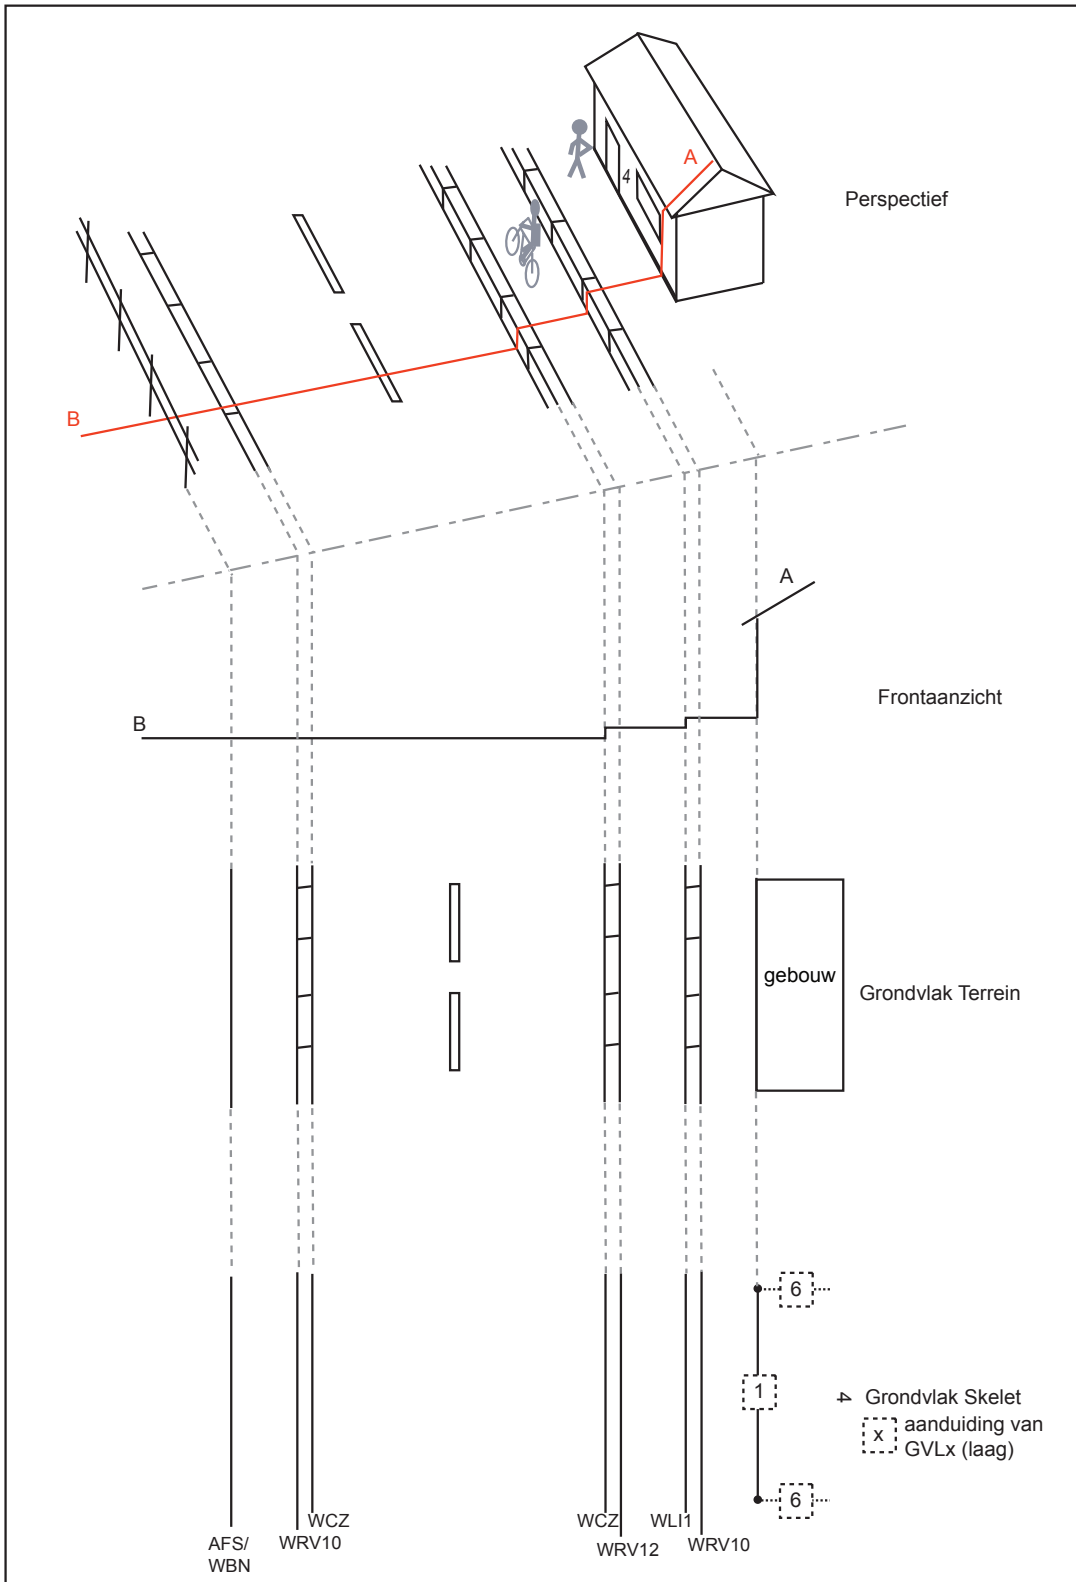 A
4
Perspectief
B
A
B
Frontaanzicht
gebouw
Grondvlak Terrein
6
1
4 Grondvlak Skelet
x aanduiding van
GVLx (laag)
6
WCZ
WCZ
WLI1
AFS/
WBN
WRV10
WRV12
WRV10